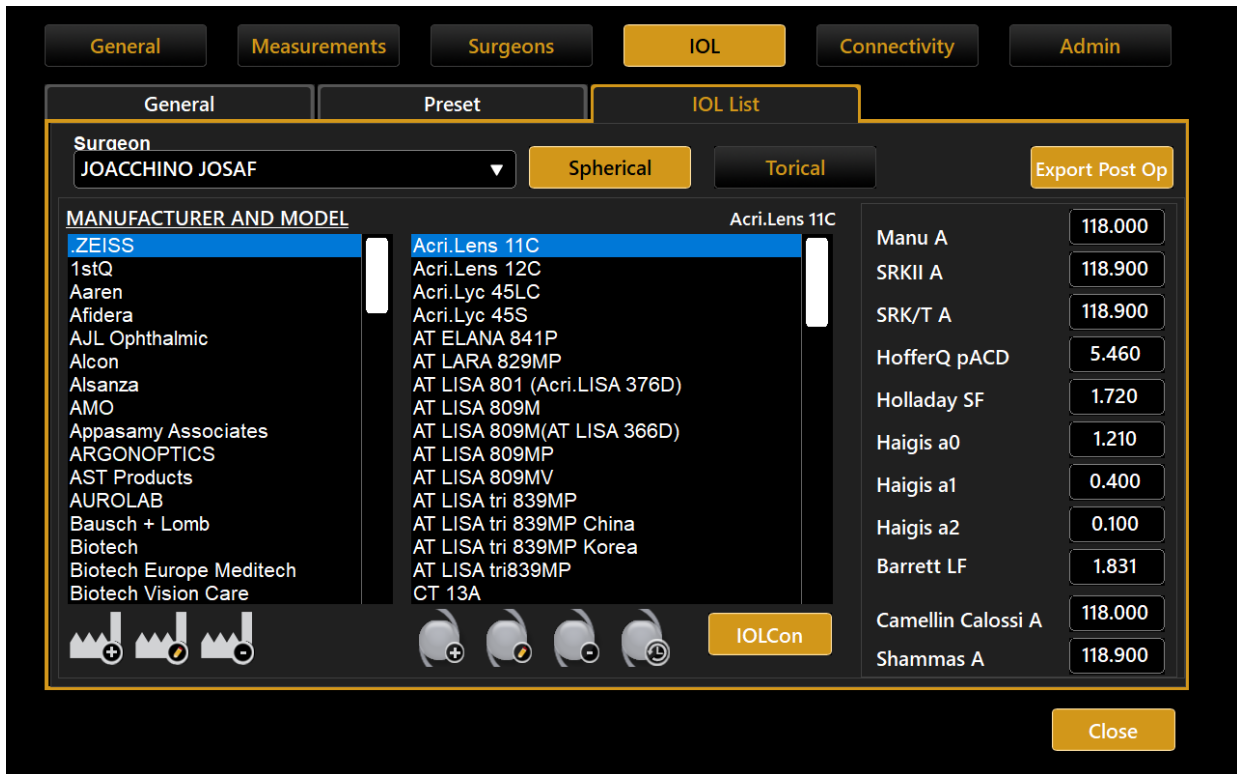 General Measurements Surgeons IOL Connectivity Admin
General Preset IOL List
Surgeon
JOACCHINO JOSAF Spherical Torical Export Post Op
MANUFACTURER AND MODEL Acri.Lens 11C
.ZEISS
1stQ
Aaren
Afidera
AJL Ophthalmic
Alcon
Alsanza
AMO
Appasamy Associates
ARGONOPTICS
AST Products
AUROLAB
Bausch + Lomb
Biotech
Biotech Europe Meditech
Biotech Vision Care
Acri.Lens 11C
Acri.Lens 12C
Acri.Lyc 45LC
Acri.Lyc 45S
AT ELANA 841P
AT LARA 829MP
AT LISA 801 (Acri.LISA 376D)
AT LISA 809M
AT LISA 809M(AT LISA 366D)
AT LISA 809MP
AT LISA 809MV
AT LISA tri 839MP
AT LISA tri 839MP China
AT LISA tri 839MP Korea
AT LISA tri839MP
CT 13A
IOLCon
Manu A 118.000
SRKII A 118.900
SRK/T A 118.900
HofferQ pACD 5.460
Holladay SF 1.720
Haigis a0 1.210
Haigis a1 0.400
Haigis a2 0.100
Barrett LF 1.831
Camellin Calossi A 118.000
Shammas A 118.900
Close